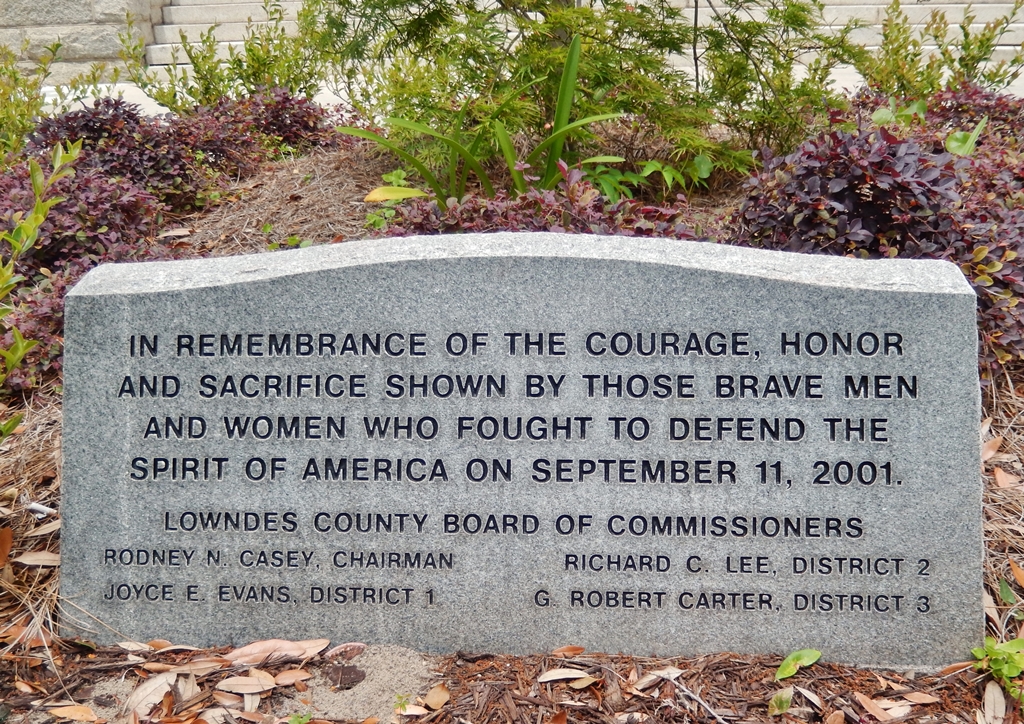 IN REMEMBRANCE OF THE COURAGE, HONOR
AND SACRIFICE SHOWN BY THOSE BRAVE MEN
AND WOMEN WHO FOUGHT TO DEFEND THE
SPIRIT OF AMERICA ON SEPTEMBER 11, 2001.
LOWNDES COUNTY BOARD OF COMMISSIONERS
RODNEY N. CASEY, CHAIRMAN RICHARD C. LEE, DISTRICT 2
JOYCE E. EVANS, DISTRICT 1 G. ROBERT CARTER, DISTRICT 3